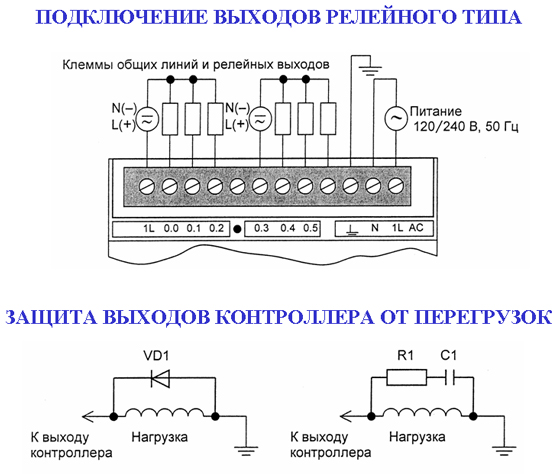 ПОДКЛЮЧЕНИЕ ВЫХОДОВ РЕЛЕЙНОГО ТИПА
Клеммы общих линий и релейных выходов
N(–)
L(+)
N(–)
L(+)
Питание
120/240 В, 50 Гц
1L 0.0 0.1 0.2 0.3 0.4 0.5 N 1L AC
ЗАЩИТА ВЫХОДОВ КОНТРОЛЛЕРА ОТ ПЕРЕГРУЗОК
VD1
R1 C1
К выходу
контроллера
Нагрузка
К выходу
контроллера
Нагрузка